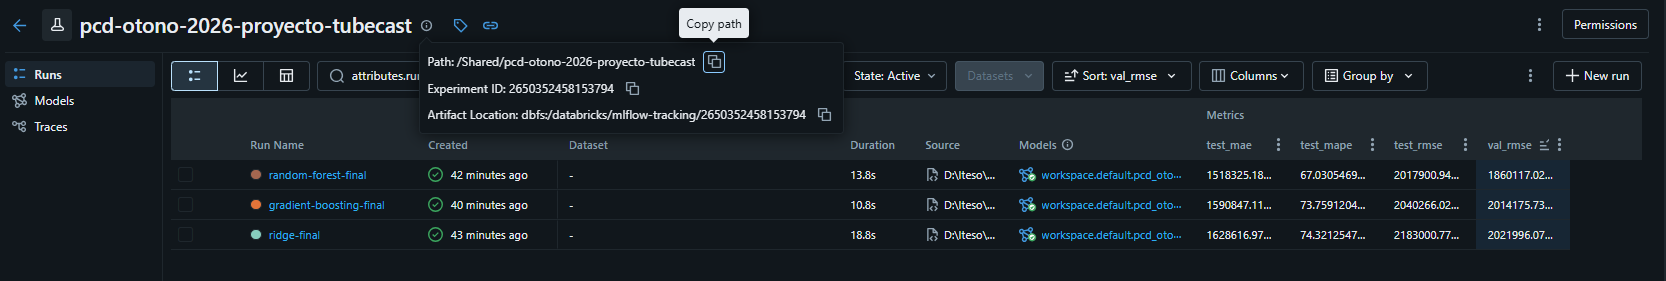 pcd-otono-2026-proyecto-tubecast
Copy path
Permissions
Path: /Shared/pcd-otono-2026-proyecto-tubecast
Experiment ID: 2650352458153794
Artifact Location: dbfs:/databricks/mlflow-tracking/2650352458153794
Runs
Models
Traces
attributes.run
State: Active
Datasets
Sort: val_rmse
Columns
Group by
New run
Metrics
Run Name Created Dataset Duration Source Models test_mae test_mape test_rmse val_rmse
random-forest-final 42 minutes ago - 13.8s D:\Iteso\... workspace.default.pcd_oto... 1518325.18... 67.0305469... 2017900.94... 1860117.02...
gradient-boosting-final 40 minutes ago - 10.8s D:\Iteso\... workspace.default.pcd_oto... 1590847.11... 73.7591204... 2040266.02... 2014175.73...
ridge-final 43 minutes ago - 18.8s D:\Iteso\... workspace.default.pcd_oto... 1628616.97... 74.3212547... 2183000.77... 2021996.07...